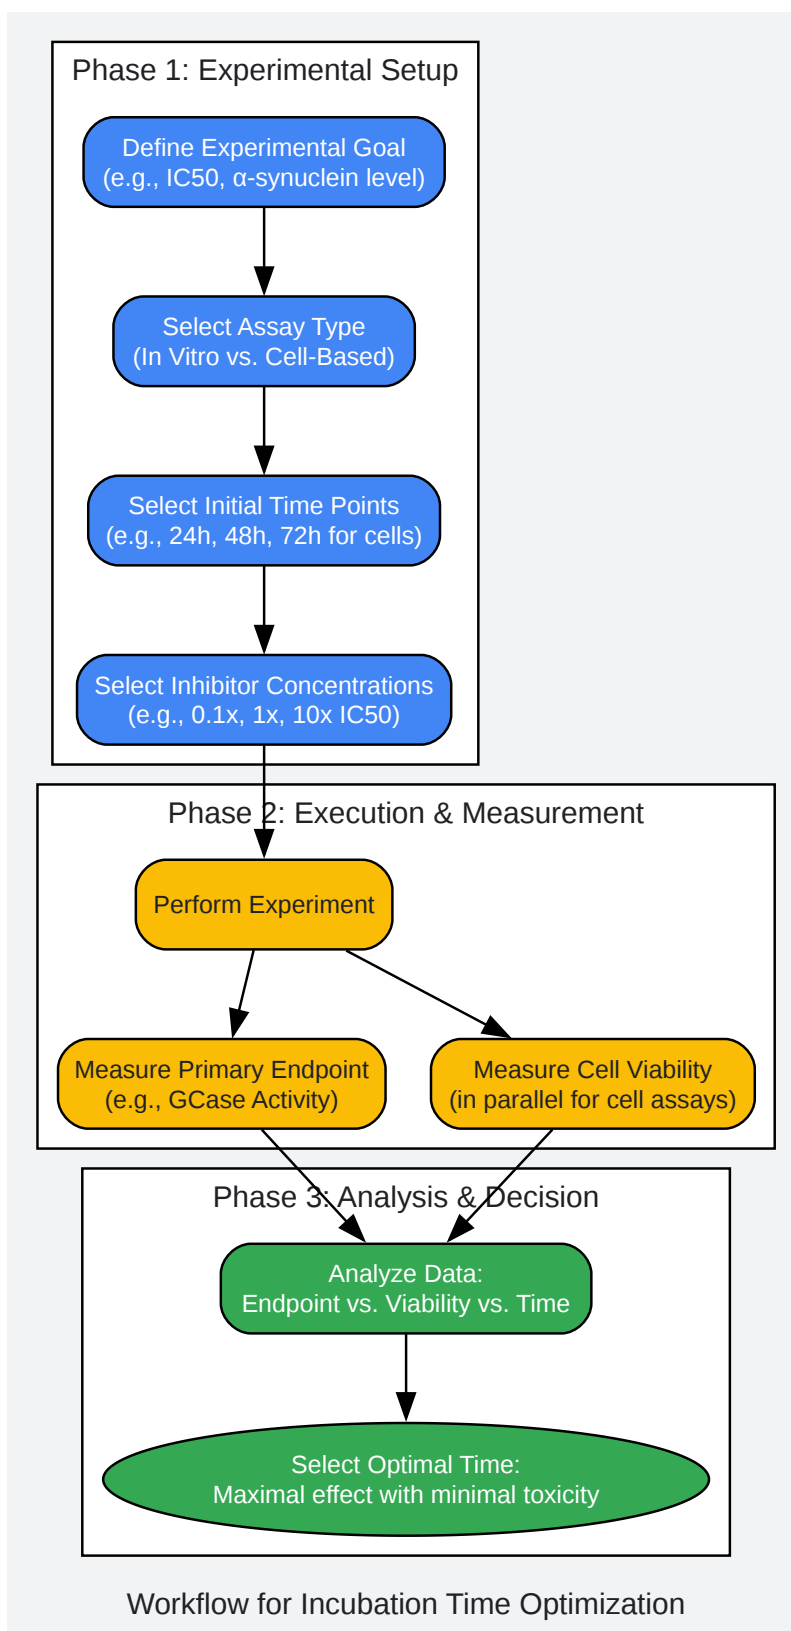 Phase 1: Experimental Setup
Define Experimental Goal
(e.g., IC50, α-synuclein level)
Select Assay Type
(In Vitro vs. Cell-Based)
Select Initial Time Points
(e.g., 24h, 48h, 72h for cells)
Select Inhibitor Concentrations
(e.g., 0.1x, 1x, 10x IC50)
Phase 2: Execution & Measurement
Perform Experiment
Measure Primary Endpoint
(e.g., GCase Activity)
Measure Cell Viability
(in parallel for cell assays)
Phase 3: Analysis & Decision
Analyze Data:
Endpoint vs. Viability vs. Time
Select Optimal Time:
Maximal effect with minimal toxicity
Workflow for Incubation Time Optimization